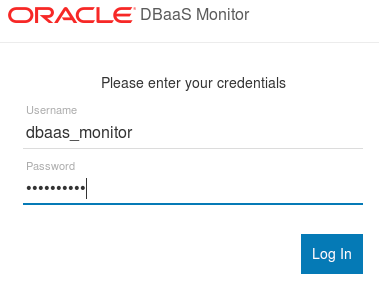 ORACLE® DBaaS Monitor
Please enter your credentials
Username
dbaas_monitor
Password
••••••••••
Log In